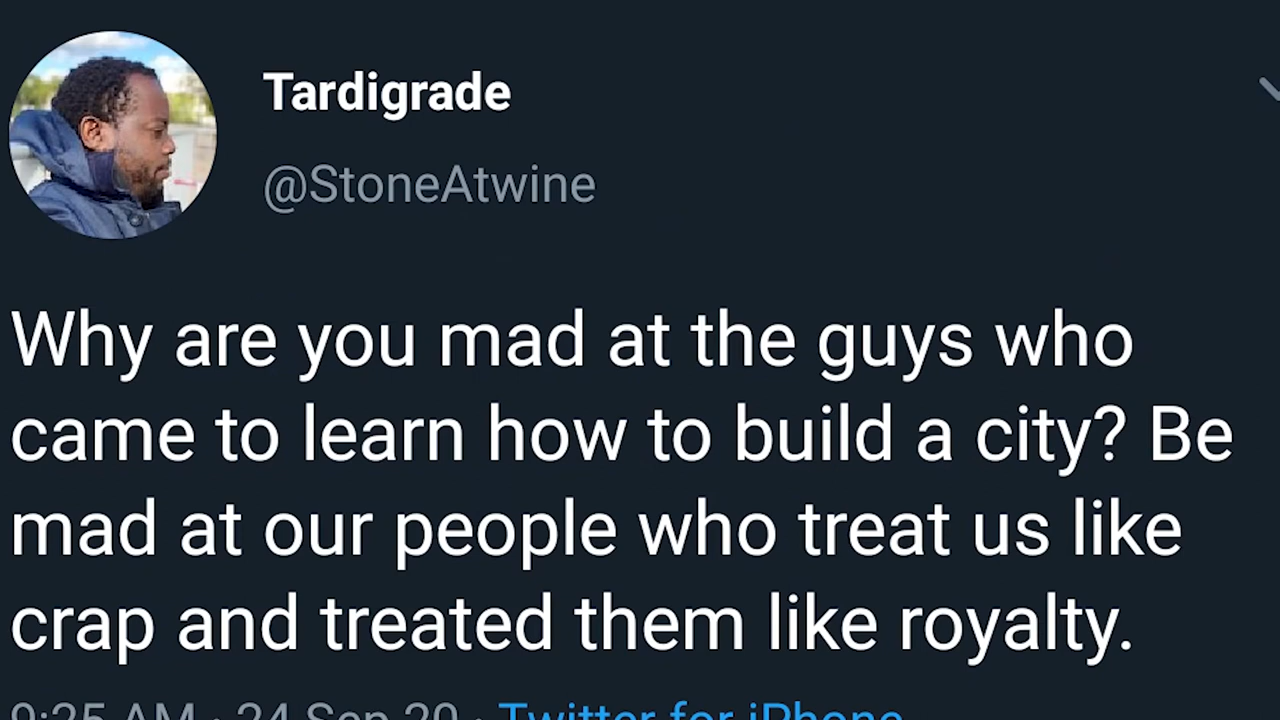 Tardigrade
@StoneAtwine
Why are you mad at the guys who
came to learn how to build a city? Be
mad at our people who treat us like
crap and treated them like royalty.
9:25 AM · 24 Sep 20 · Twitter for iPhone